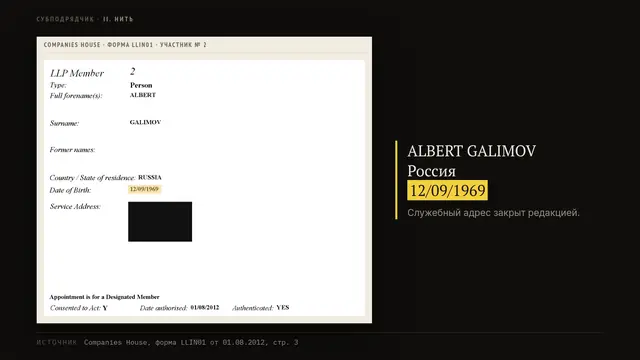 СУБПОДРЯДЧИК · II. НИТЬ
COMPANIES HOUSE · ФОРМА LLIN01 · УЧАСТНИК № 2
LLP Member 2
Type: Person
Full forename(s): ALBERT
Surname: GALIMOV
Former names:
Country / State of residence: RUSSIA
Date of Birth: 12/09/1969
Service Address:
Appointment is for a Designated Member
Consented to Act: Y Date authorised: 01/08/2012 Authenticated: YES
ALBERT GALIMOV
Россия
12/09/1969
Служебный адрес закрыт редакцией.
ИСТОЧНИК Companies House, форма LLIN01 от 01.08.2012, стр. 3